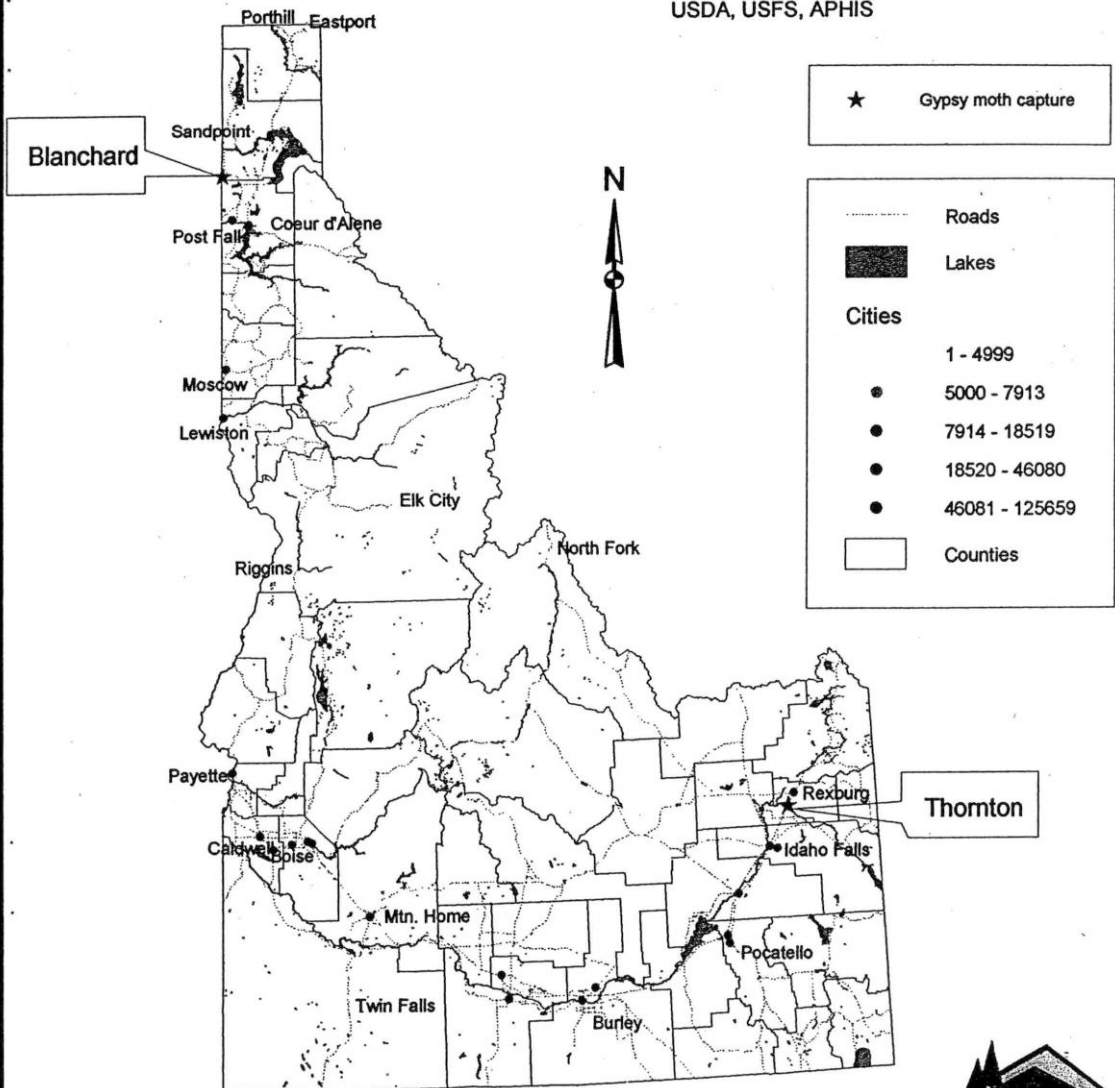 USDA, USFS, APHIS
Porthill
Eastport
Gypsy moth capture
Sandpoint
Blanchard
N
Roads
Coeur d'Alene
Post Falls
Lakes
Cities
1 - 4999
Moscow
5000 - 7913
Lewiston
7914 - 18519
18520 - 46080
Elk City
46081 - 125659
North Fork
Counties
Riggins
Payette
Rexburg
Thornton
Caldwell
Boise
Idaho Falls
Mtn. Home
Pocatello
Twin Falls
Burley